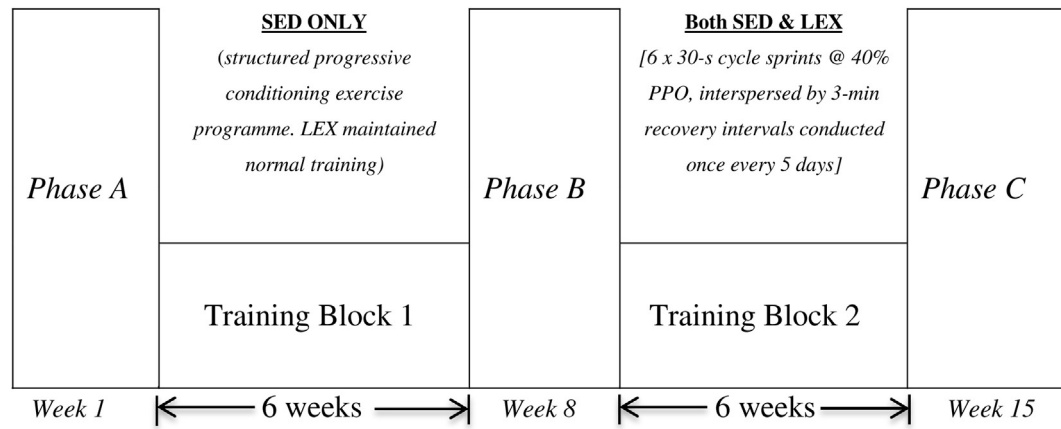 SED ONLY
(structured progressive
conditioning exercise
programme. LEX maintained
normal training)
Both SED & LEX
[6 x 30-s cycle sprints @ 40%
PPO, interspersed by 3-min
recovery intervals conducted
once every 5 days]
Phase A
Phase B
Phase C
Training Block 1
Training Block 2
Week 1
6 weeks
Week 8
6 weeks
Week 15